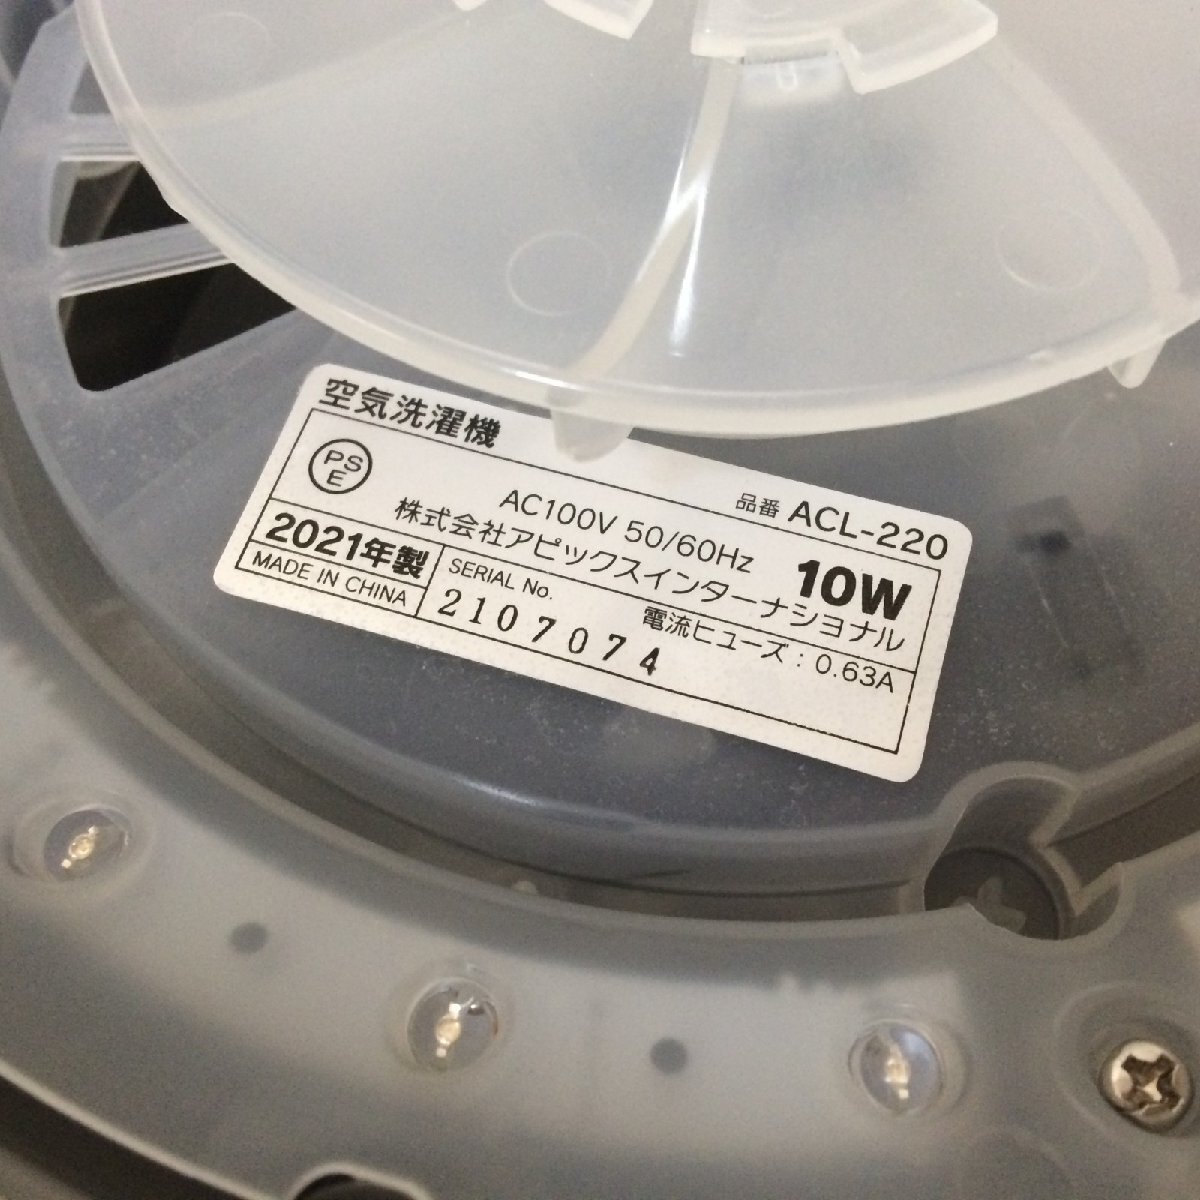 空気洗濯機
品番 ACL-220
PSE
AC100V 50/60Hz 10W
株式会社アピックスインターナショナル
2021年製
MADE IN CHINA
SERIAL No.
電流ヒューズ：0.63A
2107074